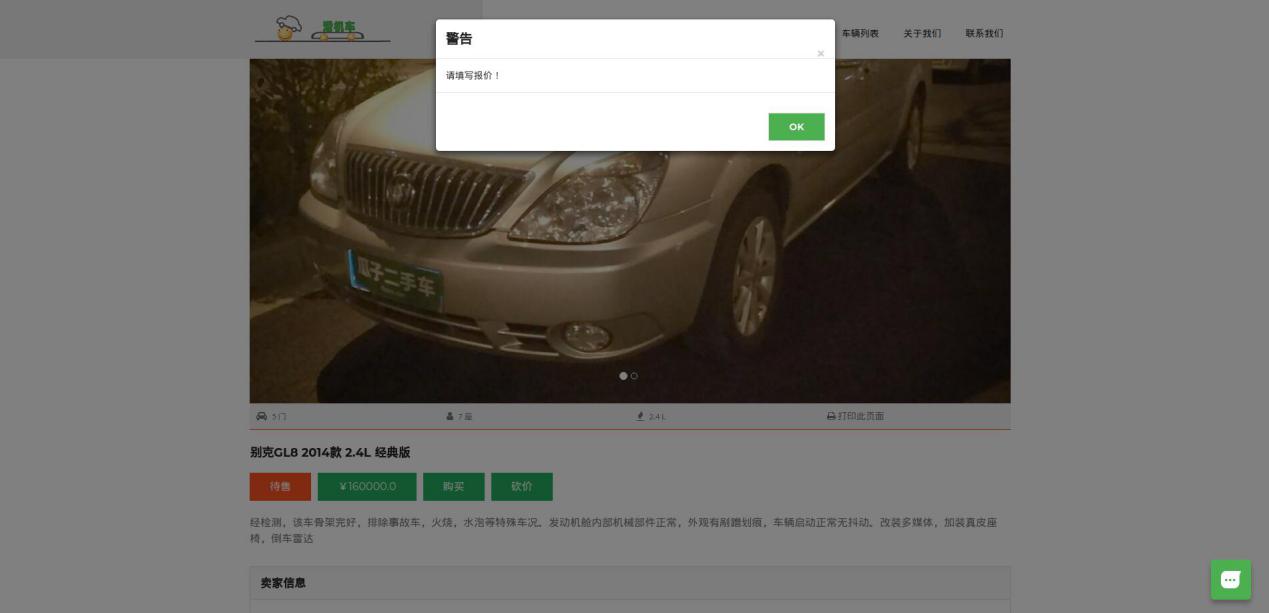 爱机车
车辆列表 关于我们 联系我们
警告
×
请填写报价！
OK
瓜子二手车
5 门 7 座 2.4 L 打印此页面
别克GL8 2014款 2.4L 经典版
待售 ￥160000.0 购买 砍价
经检测，该车骨架完好，排除事故车，火烧，水泡等特殊车况。发动机舱内部机械部件正常，外观有剐蹭划痕，车辆启动正常无抖动。改装多媒体，加装真皮座
椅，倒车雷达
卖家信息